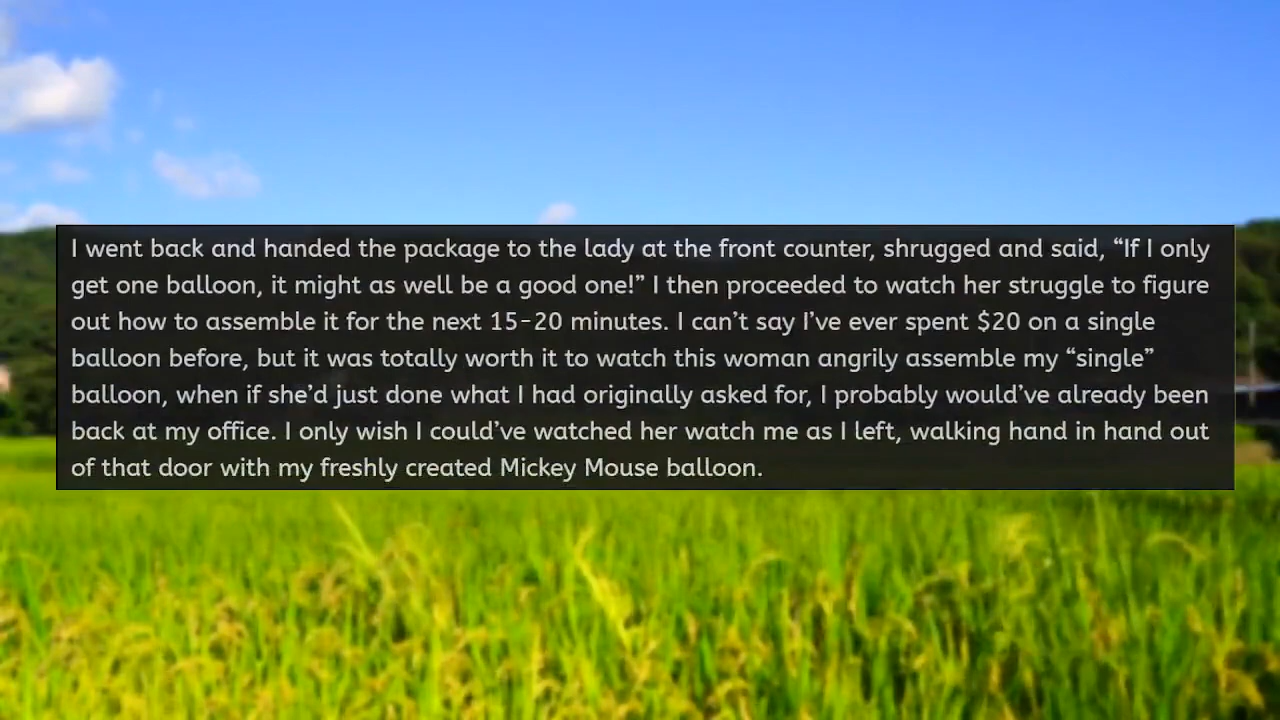 I went back and handed the package to the lady at the front counter, shrugged and said, “If I only
get one balloon, it might as well be a good one!” I then proceeded to watch her struggle to figure
out how to assemble it for the next 15-20 minutes. I can’t say I’ve ever spent $20 on a single
balloon before, but it was totally worth it to watch this woman angrily assemble my “single”
balloon, when if she’d just done what I had originally asked for, I probably would’ve already been
back at my office. I only wish I could’ve watched her watch me as I left, walking hand in hand out
of that door with my freshly created Mickey Mouse balloon.